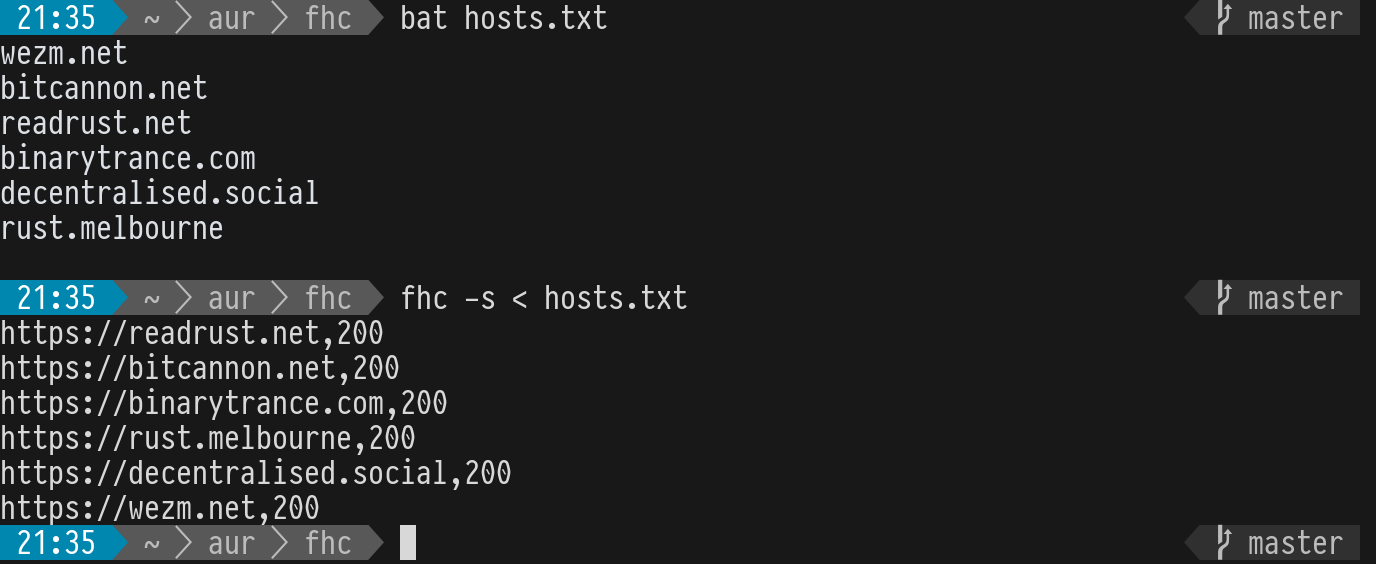 21:35 ~ aur fhc bat hosts.txt master
wezm.net
bitcannon.net
readrust.net
binarytrance.com
decentralised.social
rust.melbourne
21:35 ~ aur fhc fhc -s < hosts.txt master
https://readrust.net,200
https://bitcannon.net,200
https://binarytrance.com,200
https://rust.melbourne,200
https://decentralised.social,200
https://wezm.net,200
21:35 ~ aur fhc master